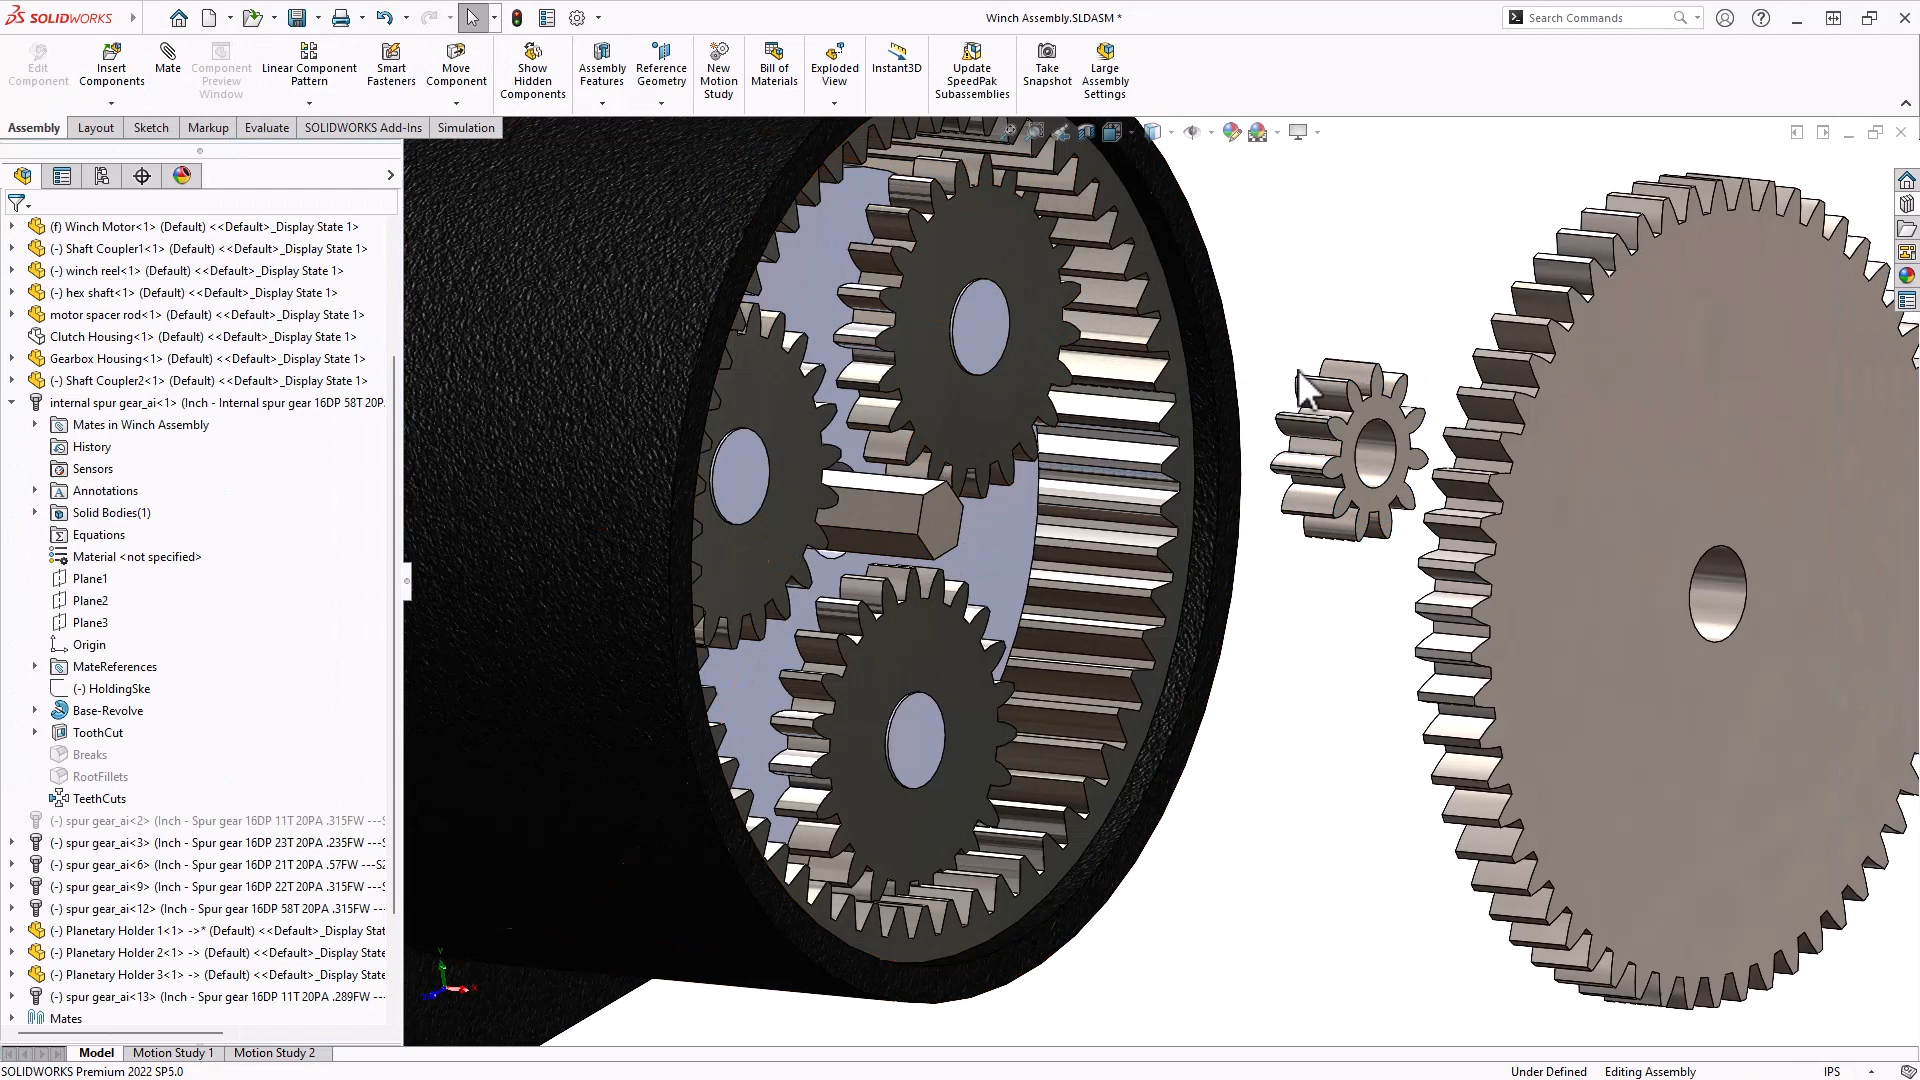 SOLIDWORKS
Winch Assembly.SLDASM *
Search Commands
Edit Component
Insert Components
Mate
Component Preview Window
Linear Component Pattern
Smart Fasteners
Move Component
Show Hidden Components
Assembly Features
Reference Geometry
New Motion Study
Bill of Materials
Exploded View
Instant3D
Update SpeedPak Subassemblies
Take Snapshot
Large Assembly Settings
Assembly
Layout
Sketch
Markup
Evaluate
SOLIDWORKS Add-Ins
Simulation
(f) Winch Motor<1> (Default) <<Default>_Display State 1>
(-) Shaft Coupler1<1> (Default) <<Default>_Display State 1>
(-) winch reel<1> (Default) <<Default>_Display State 1>
(-) hex shaft<1> (Default) <<Default>_Display State 1>
motor spacer rod<1> (Default) <<Default>_Display State 1>
Clutch Housing<1> (Default) <<Default>_Display State 1>
Gearbox Housing<1> (Default) <<Default>_Display State 1>
(-) Shaft Coupler2<1> (Default) <<Default>_Display State 1>
internal spur gear_ai<1> (Inch - Internal spur gear 16DP 58T 20P
Mates in Winch Assembly
History
Sensors
Annotations
Solid Bodies(1)
Equations
Material <not specified>
Plane1
Plane2
Plane3
Origin
MateReferences
(-) HoldingSke
Base-Revolve
ToothCut
Breaks
RootFillets
TeethCuts
(-) spur gear_ai<2> (Inch - Spur gear 16DP 11T 20PA .315FW ---S
(-) spur gear_ai<3> (Inch - Spur gear 16DP 23T 20PA .235FW ---S
(-) spur gear_ai<6> (Inch - Spur gear 16DP 21T 20PA .57FW ---S2
(-) spur gear_ai<9> (Inch - Spur gear 16DP 22T 20PA .315FW ---S
(-) spur gear_ai<12> (Inch - Spur gear 16DP 58T 20PA .315FW ---
(-) Planetary Holder 1<1> ->* (Default) <<Default>_Display State
(-) Planetary Holder 2<1> -> (Default) <<Default>_Display State
(-) Planetary Holder 3<1> -> (Default) <<Default>_Display State
(-) spur gear_ai<13> (Inch - Spur gear 16DP 11T 20PA .289FW ---
Mates
Model
Motion Study 1
Motion Study 2
SOLIDWORKS Premium 2022 SP5.0
Under Defined
Editing Assembly
IPS